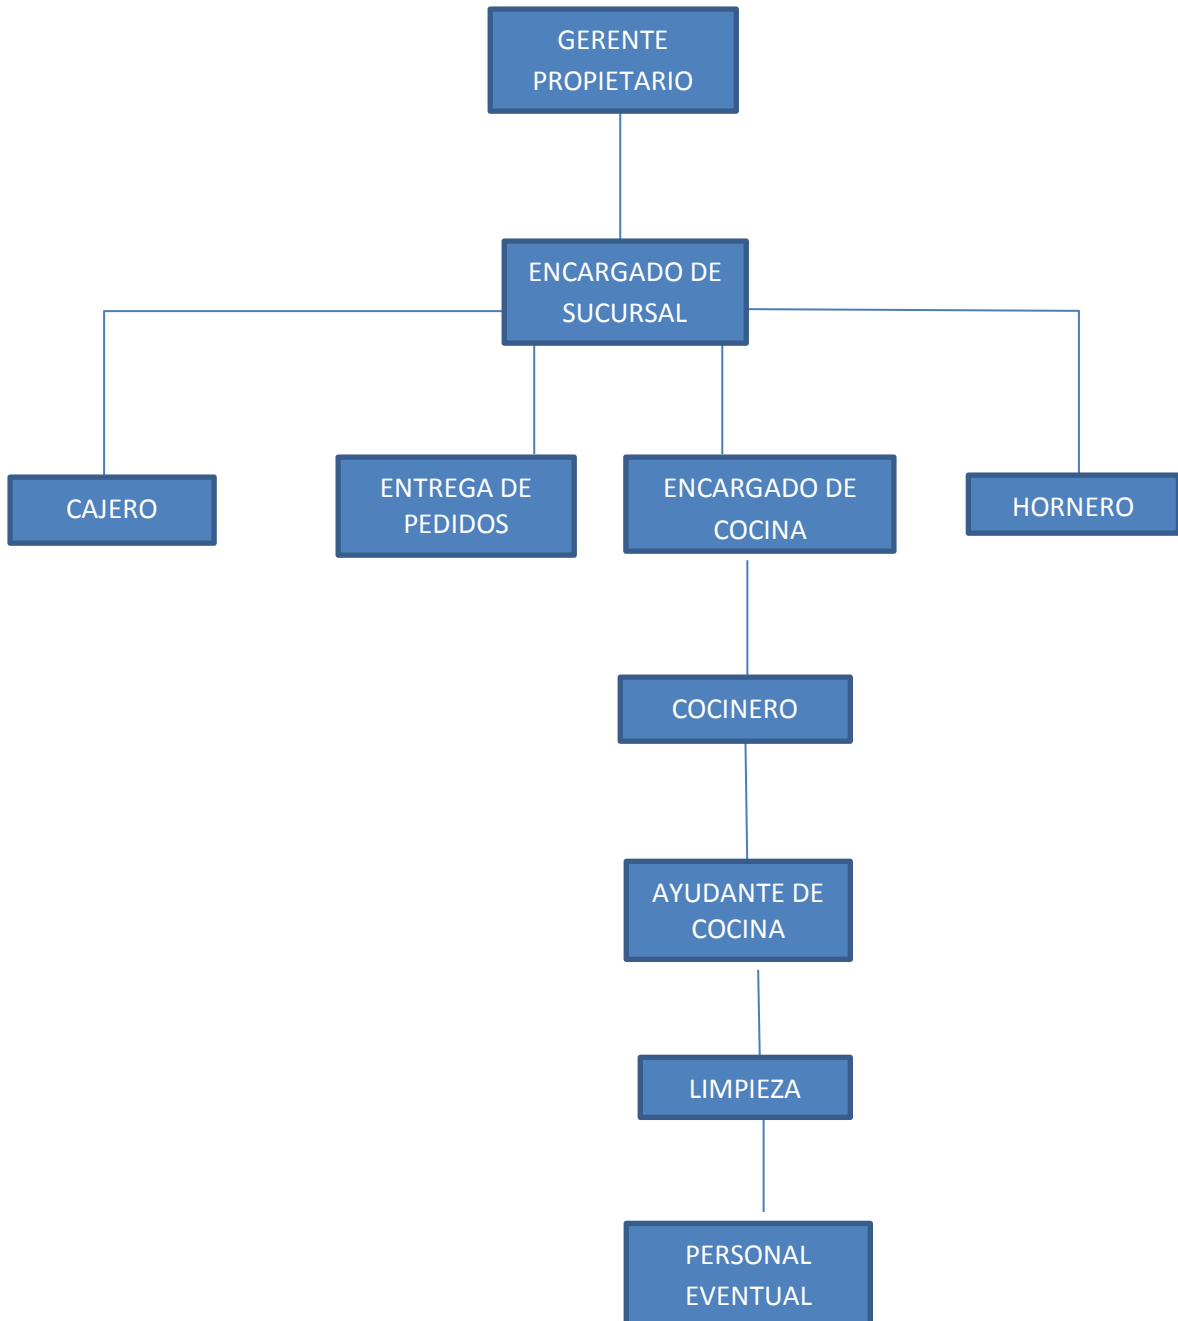 GERENTE
PROPIETARIO
ENCARGADO DE
SUCURSAL
CAJERO
ENTREGA DE
PEDIDOS
ENCARGADO DE
COCINA
HORNERO
COCINERO
AYUDANTE DE
COCINA
LIMPIEZA
PERSONAL
EVENTUAL